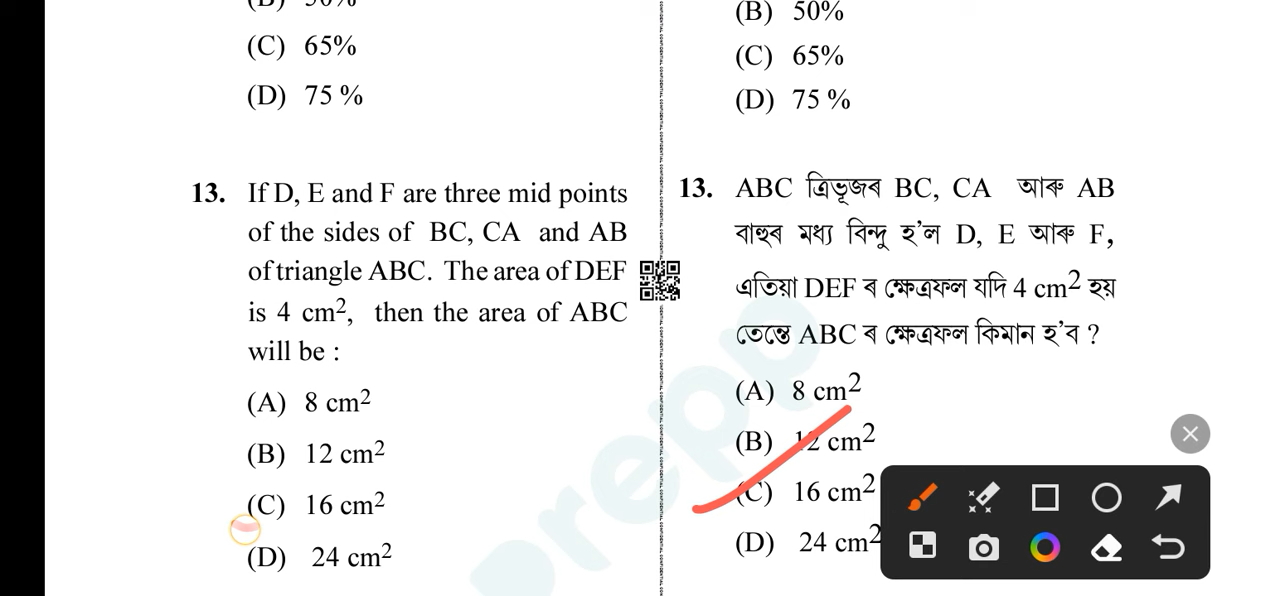 (C) 65%
(D) 75 %
13. If D, E and F are three mid points
of the sides of BC, CA and AB
of triangle ABC. The area of DEF
is 4 cm², then the area of ABC
will be :
(A) 8 cm²
(B) 12 cm²
(C) 16 cm²
(D) 24 cm²
(B) 50%
(C) 65%
(D) 75 %
13. ABC ত্ৰিভূজৰ BC, CA আৰু AB
বাহুৰ মধ্য বিন্দু হ'ল D, E আৰু F,
এতিয়া DEF ৰ ক্ষেত্ৰফল যদি 4 cm² হয়
তেন্তে ABC ৰ ক্ষেত্ৰফল কিমান হ'ব ?
(A) 8 cm²
(B) 12 cm²
(C) 16 cm²
(D) 24 cm²
prepp